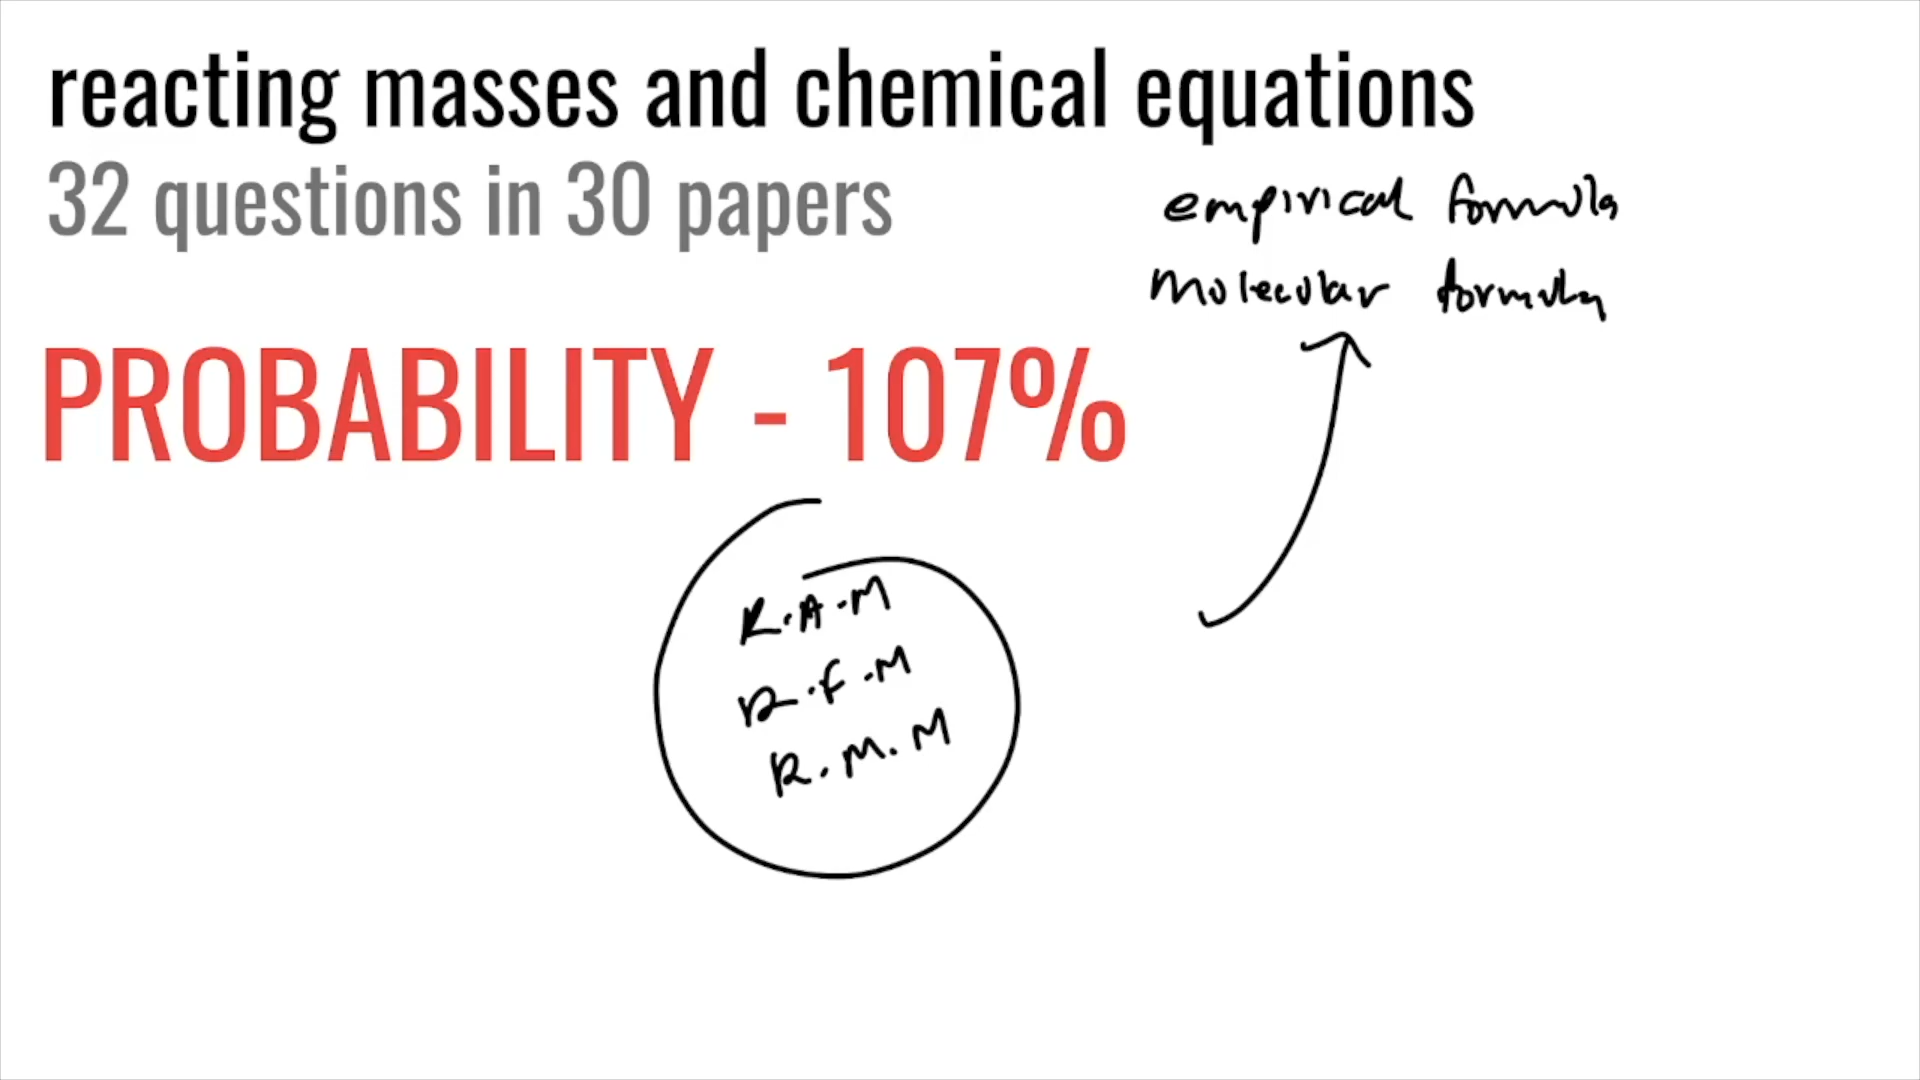 reacting masses and chemical equations
32 questions in 30 papers
empirical formula
molecular formula
PROBABILITY - 107%
R.A.M
R.F.M
R.M.M